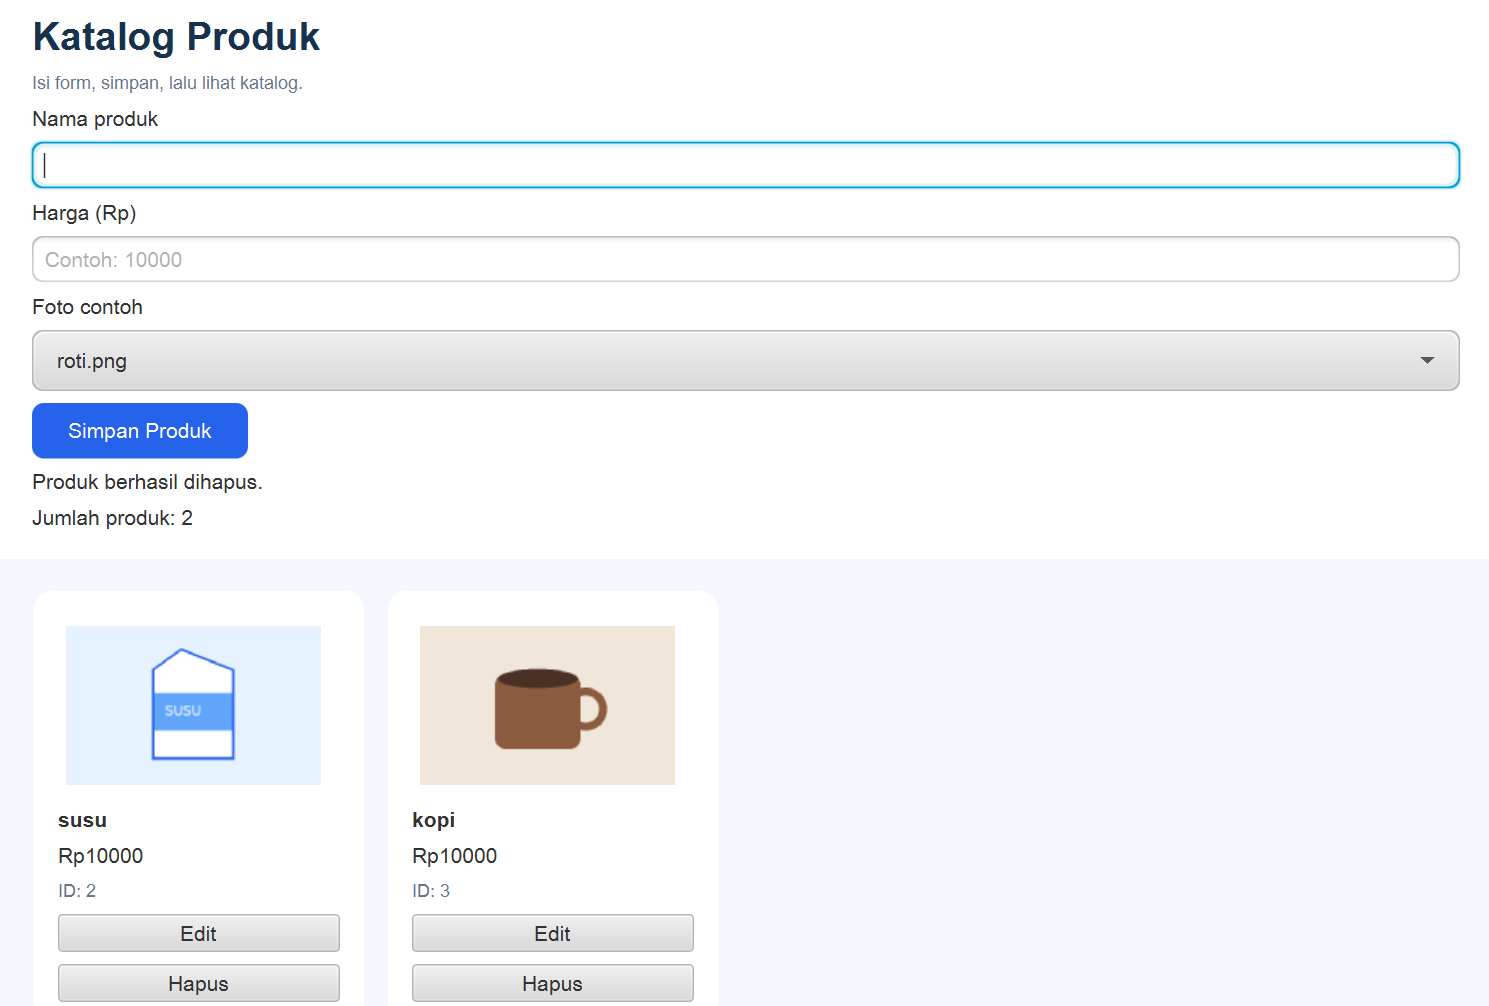 Katalog Produk
Isi form, simpan, lalu lihat katalog.
Nama produk
Harga (Rp)
Contoh: 10000
Foto contoh
roti.png
Simpan Produk
Produk berhasil dihapus.
Jumlah produk: 2
SUSU
susu
Rp10000
ID: 2
Edit
Hapus
kopi
Rp10000
ID: 3
Edit
Hapus